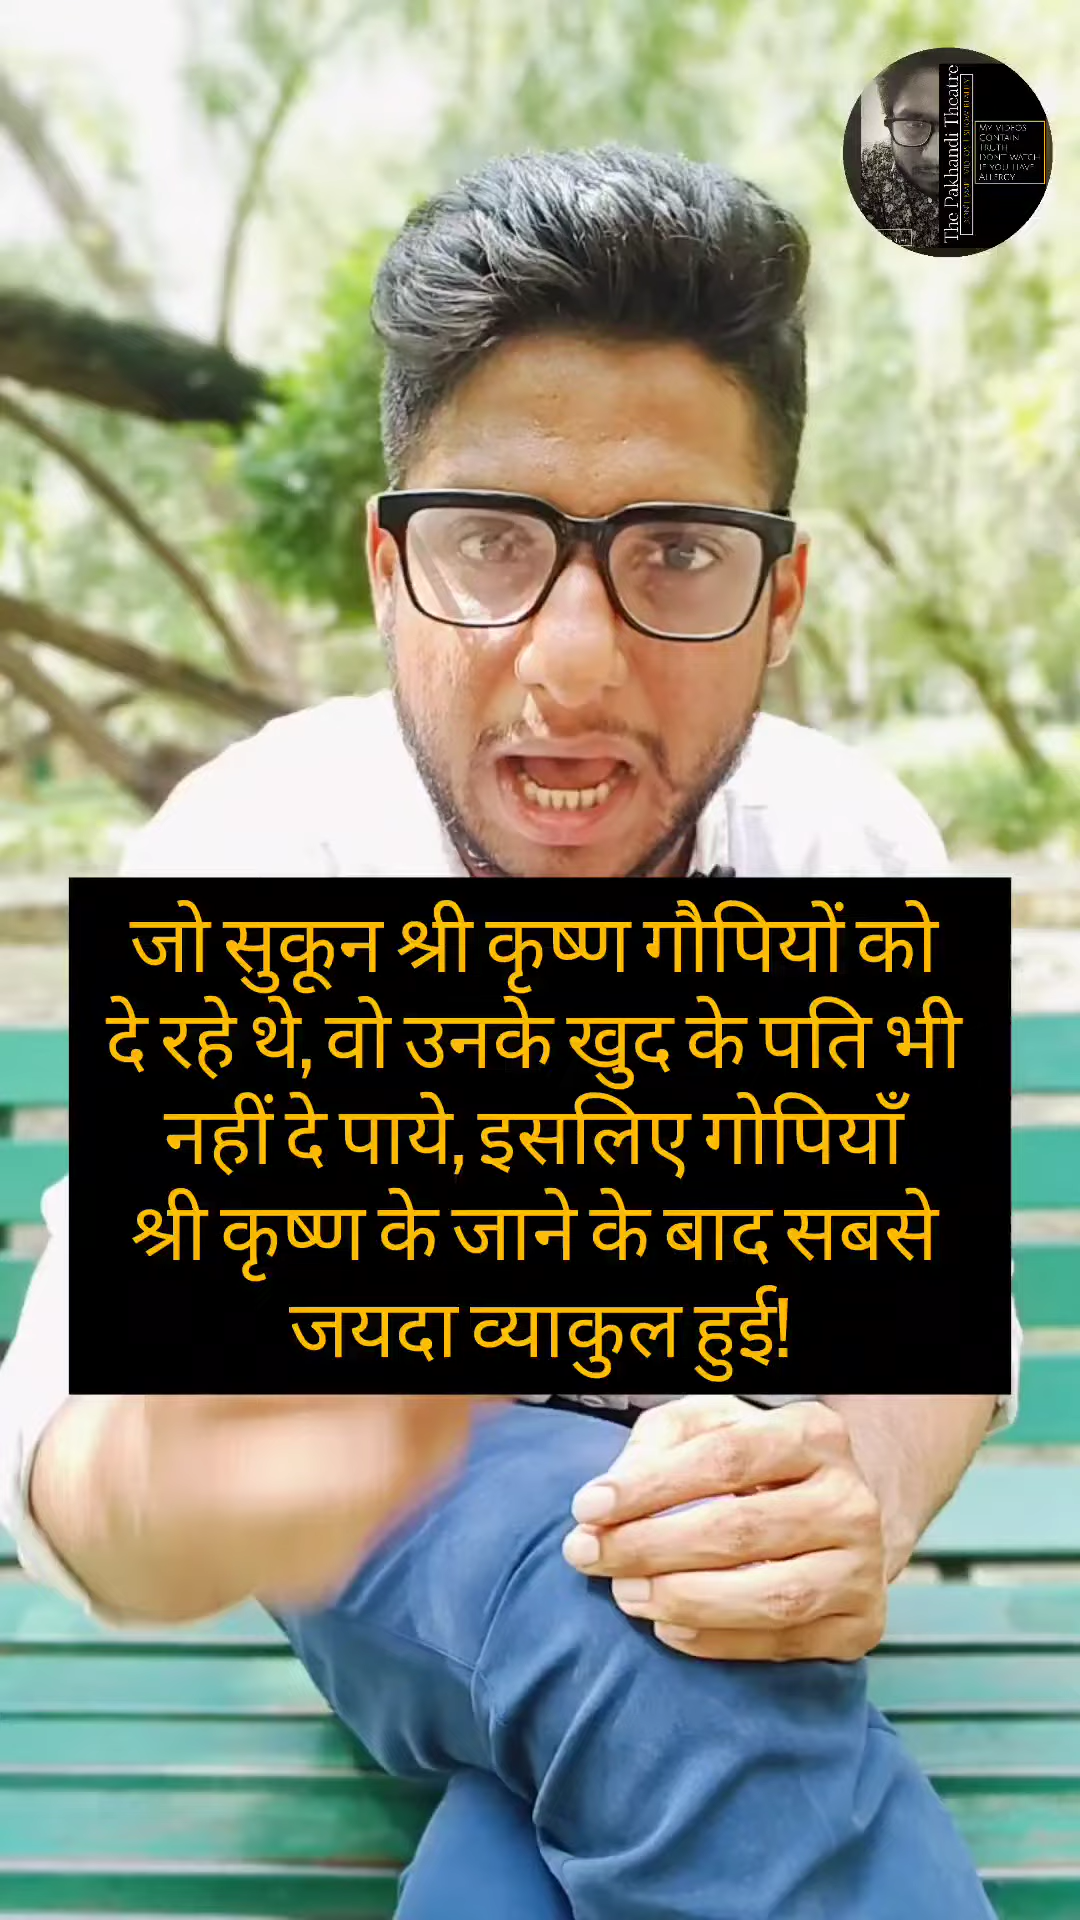 The Pakhandi Theatre
MY VIDEOS
CONTAIN
TRUTH
DON'T WATCH
IF YOU HAVE
ALLERGY
जो सुकून श्री कृष्ण गौपियों को
दे रहे थे, वो उनके खुद के पति भी
नहीं दे पाये, इसलिए गोपियाँ
श्री कृष्ण के जाने के बाद सबसे
जयदा व्याकुल हुई!